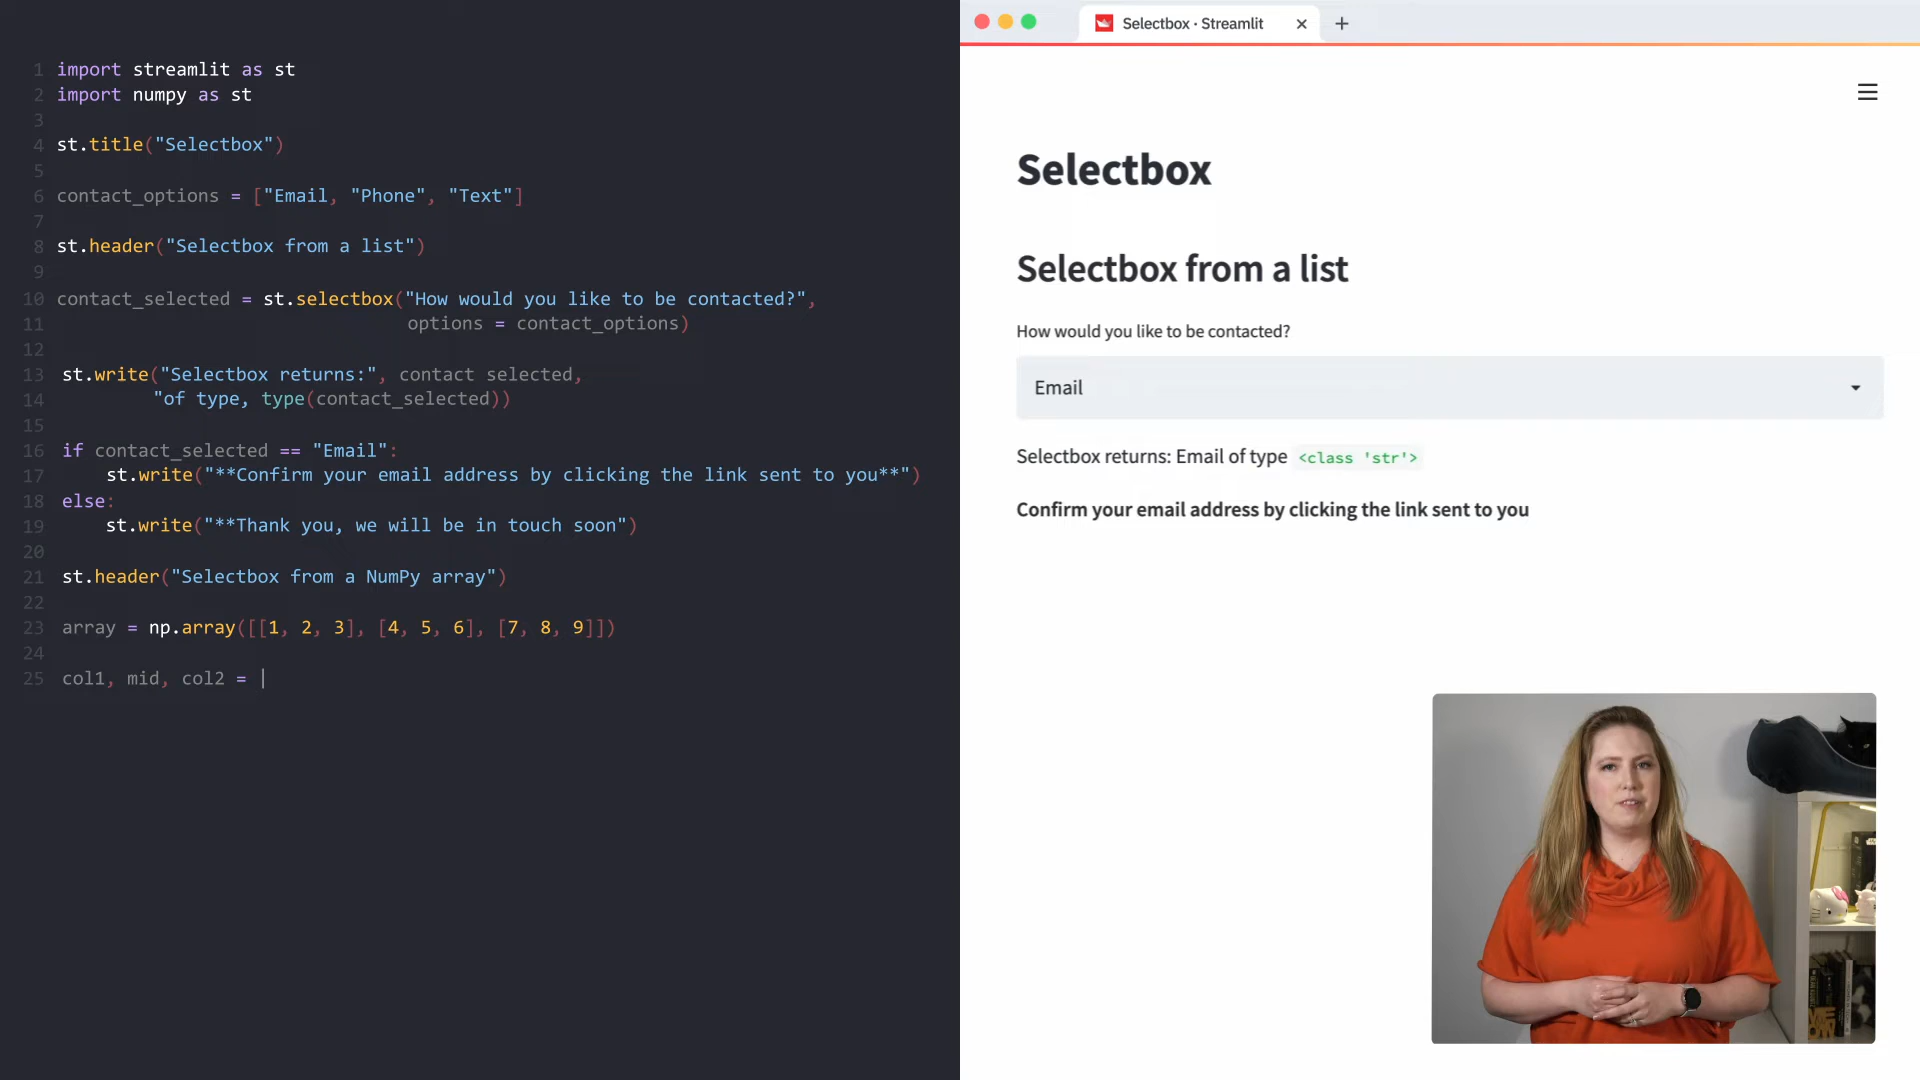 1 import streamlit as st
2 import numpy as st
3
4 st.title("Selectbox")
5
6 contact_options = ["Email, "Phone", "Text"]
7
8 st.header("Selectbox from a list")
9
10 contact_selected = st.selectbox("How would you like to be contacted?",
11 options = contact_options)
12
13 st.write("Selectbox returns:", contact selected,
14 "of type, type(contact_selected))
15
16 if contact_selected == "Email":
17 st.write("**Confirm your email address by clicking the link sent to you**")
18 else:
19 st.write("**Thank you, we will be in touch soon")
20
21 st.header("Selectbox from a NumPy array")
22
23 array = np.array([[1, 2, 3], [4, 5, 6], [7, 8, 9]])
24
25 col1, mid, col2 =
Selectbox · Streamlit
Selectbox
Selectbox from a list
How would you like to be contacted?
Email
Selectbox returns: Email of type <class 'str'>
Confirm your email address by clicking the link sent to you